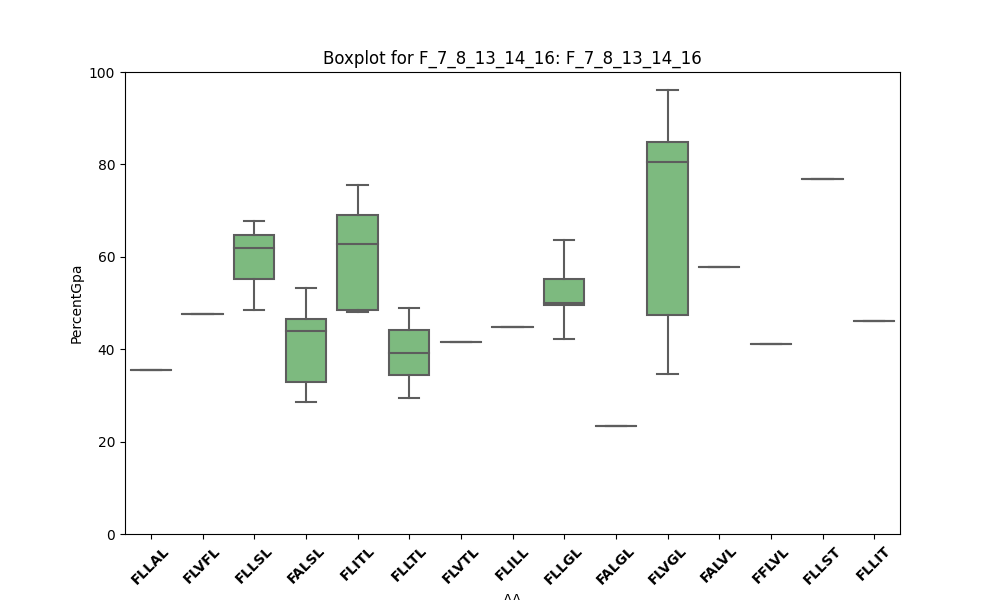 Boxplot for F_7_8_13_14_16: F_7_8_13_14_16
100
80
60
40
20
0
PercentGpa
FLLAL
FLVFL
FLLSL
FALSL
FLITL
FLLTL
FLVTL
FLILL
FLLGL
FALGL
FLVGL
FALVL
FFLVL
FLLST
FLLIT
AA